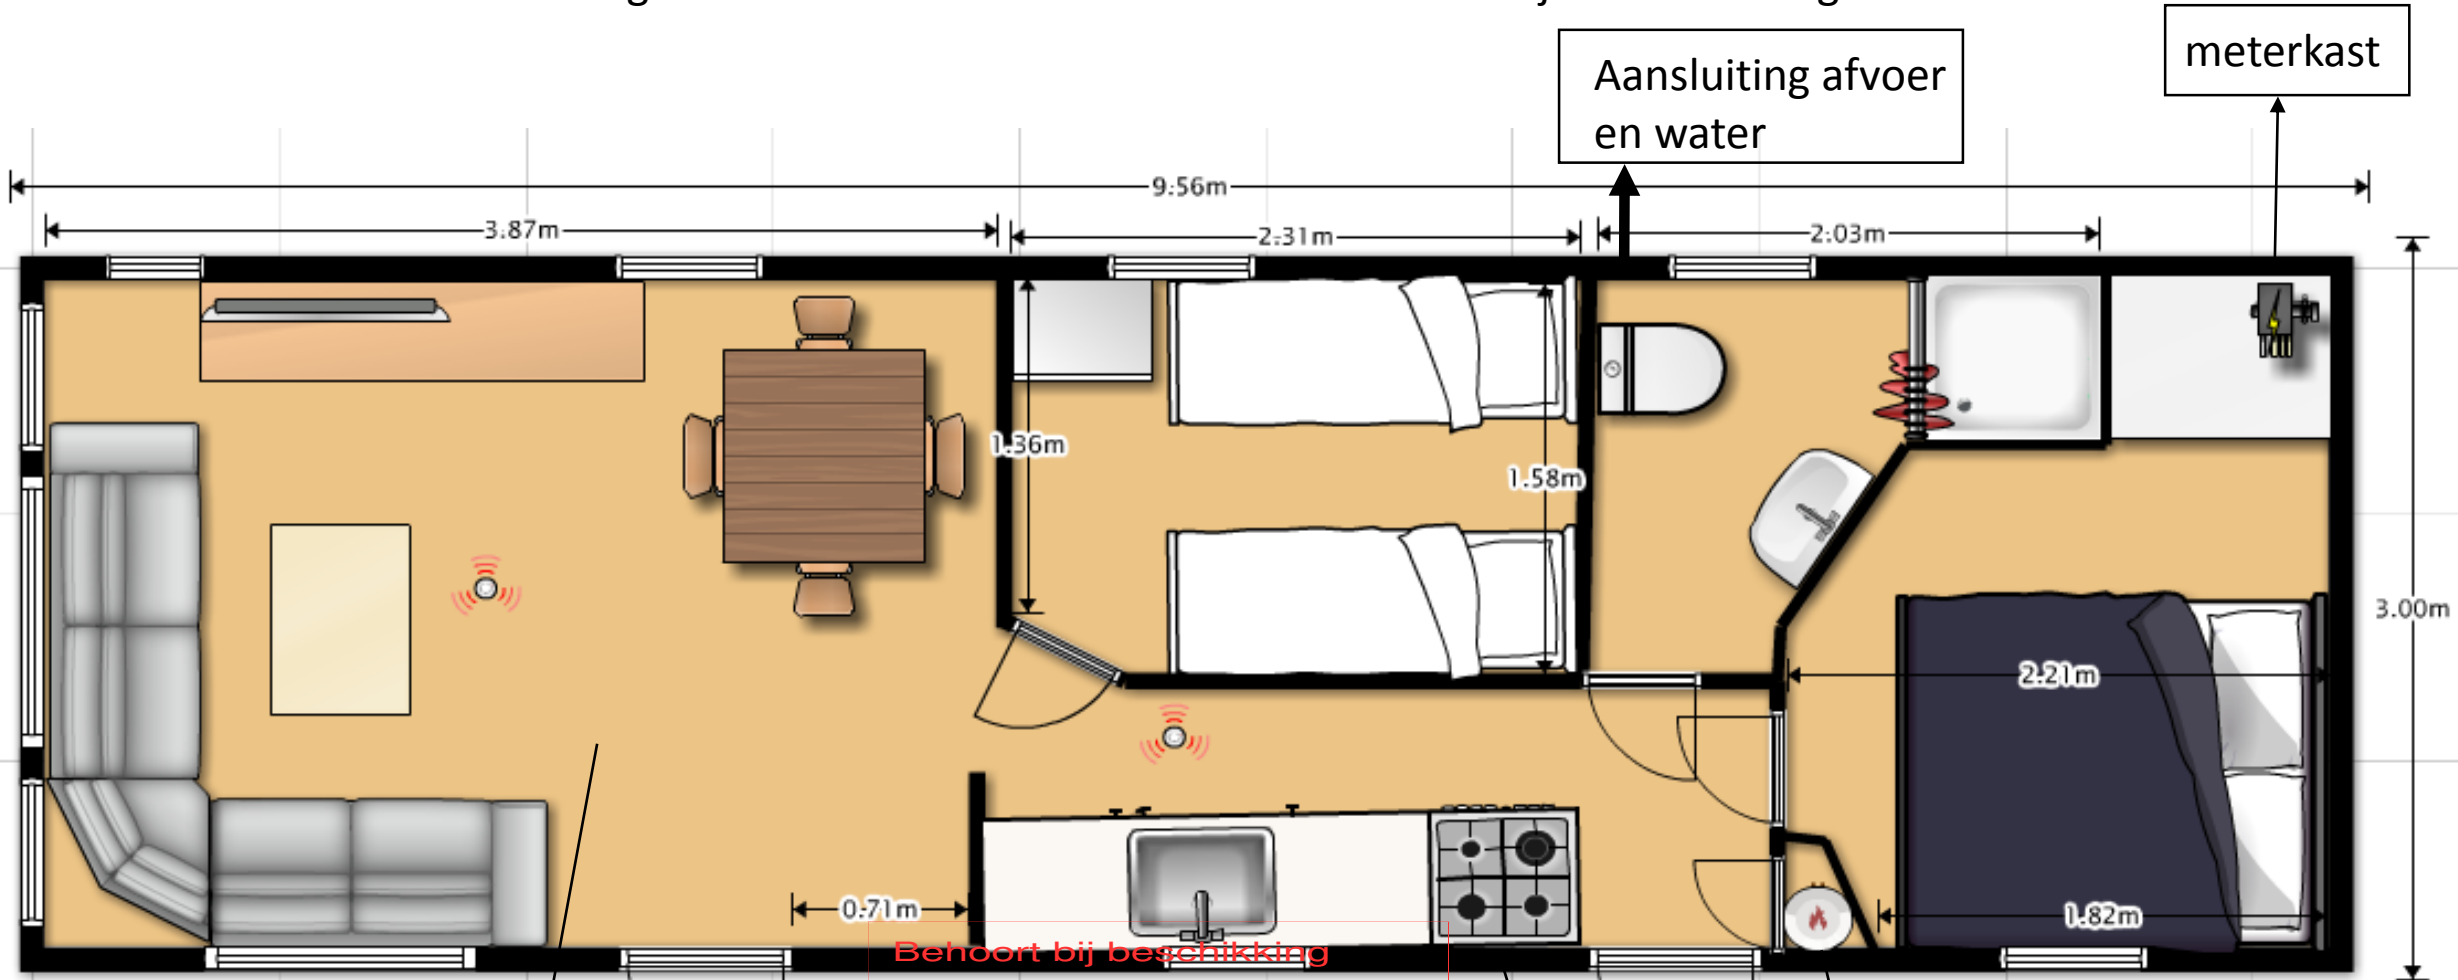 Aansluiting afvoer
en water
meterkast
9.56m
3.87m
2.31m
2.03m
1.36m
1.58m
3.00m
2.21m
0.71m
1.82m
Behoort bij beschikking